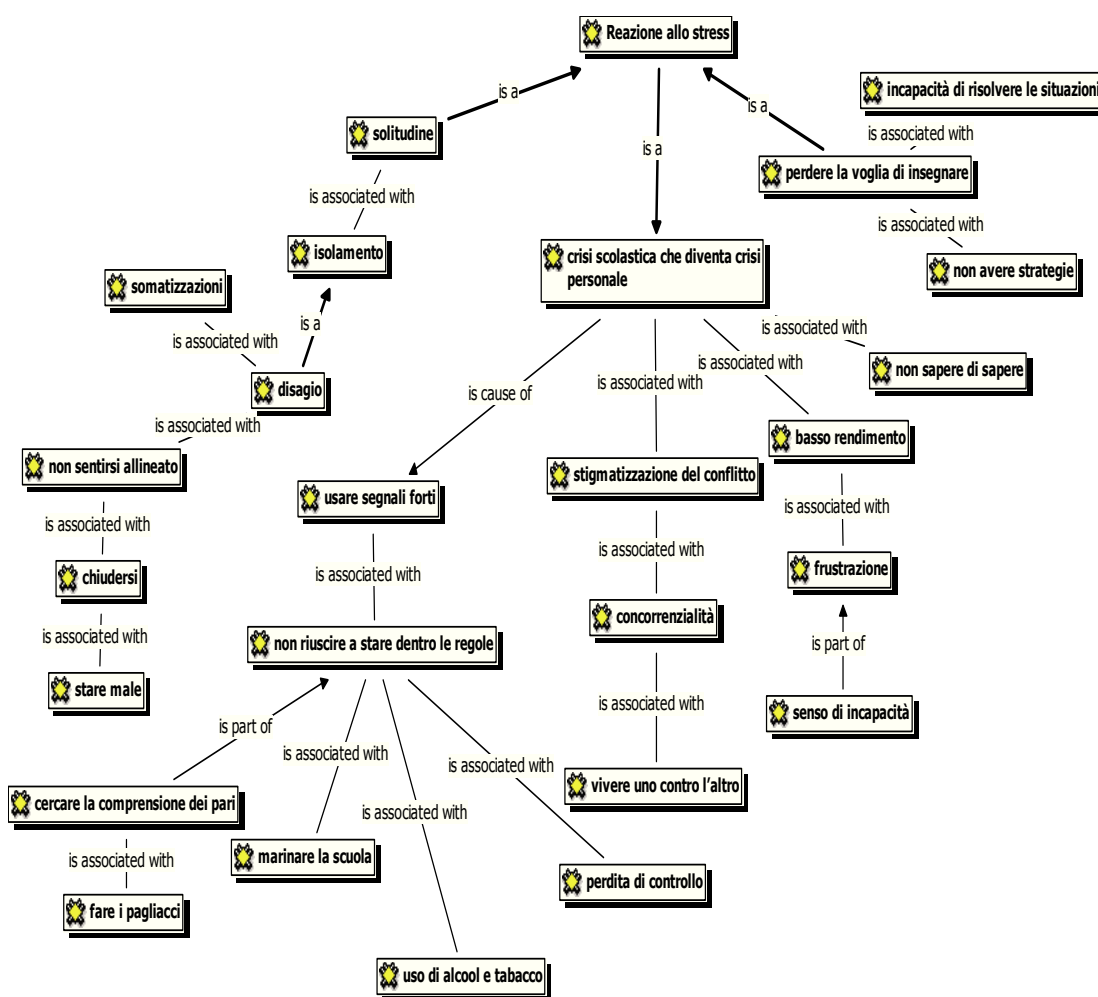 Reazione allo stress
is a
is a
incapacità di risolvere le situazioni
solitudine
is associated with
is a
perdere la voglia di insegnare
is associated with
is associated with
isolamento
crisi scolastica che diventa crisi
personale
non avere strategie
somatizzazioni
is a
is associated with
is associated with
is associated with
non sapere di sapere
disagio
is cause of
is associated with
is associated with
basso rendimento
non sentirsi allineato
stigmatizzazione del conflitto
usare segnali forti
is associated with
is associated with
is associated with
chiudersi
is associated with
frustrazione
concorrenzialità
is associated with
non riuscire a stare dentro le regole
is part of
stare male
is associated with
senso di incapacità
is part of
is associated with
is associated with
vivere uno contro l'altro
cercare la comprensione dei pari
is associated with
is associated with
marinare la scuola
perdita di controllo
fare i pagliacci
uso di alcool e tabacco